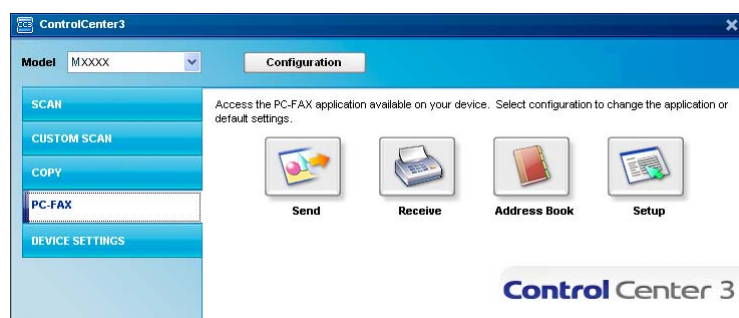 ControlCenter3
Model MXXXX Configuration
SCAN
CUSTOM SCAN
COPY
PC-FAX
DEVICE SETTINGS
Access the PC-FAX application available on your device. Select configuration to change the application or
default settings.
Send Receive Address Book Setup
Control Center 3